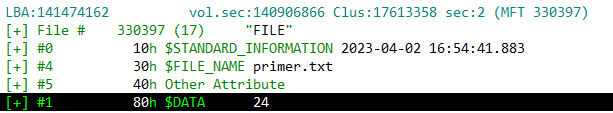 LBA:141474162 vol.sec:140906866 Clus:17613358 sec:2 (MFT 330397)
[+] File # 330397 (17) "FILE"
[+] #0 10h $STANDARD_INFORMATION 2023-04-02 16:54:41.883
[+] #4 30h $FILE_NAME primer.txt
[+] #5 40h Other Attribute
[+] #1 80h $DATA 24